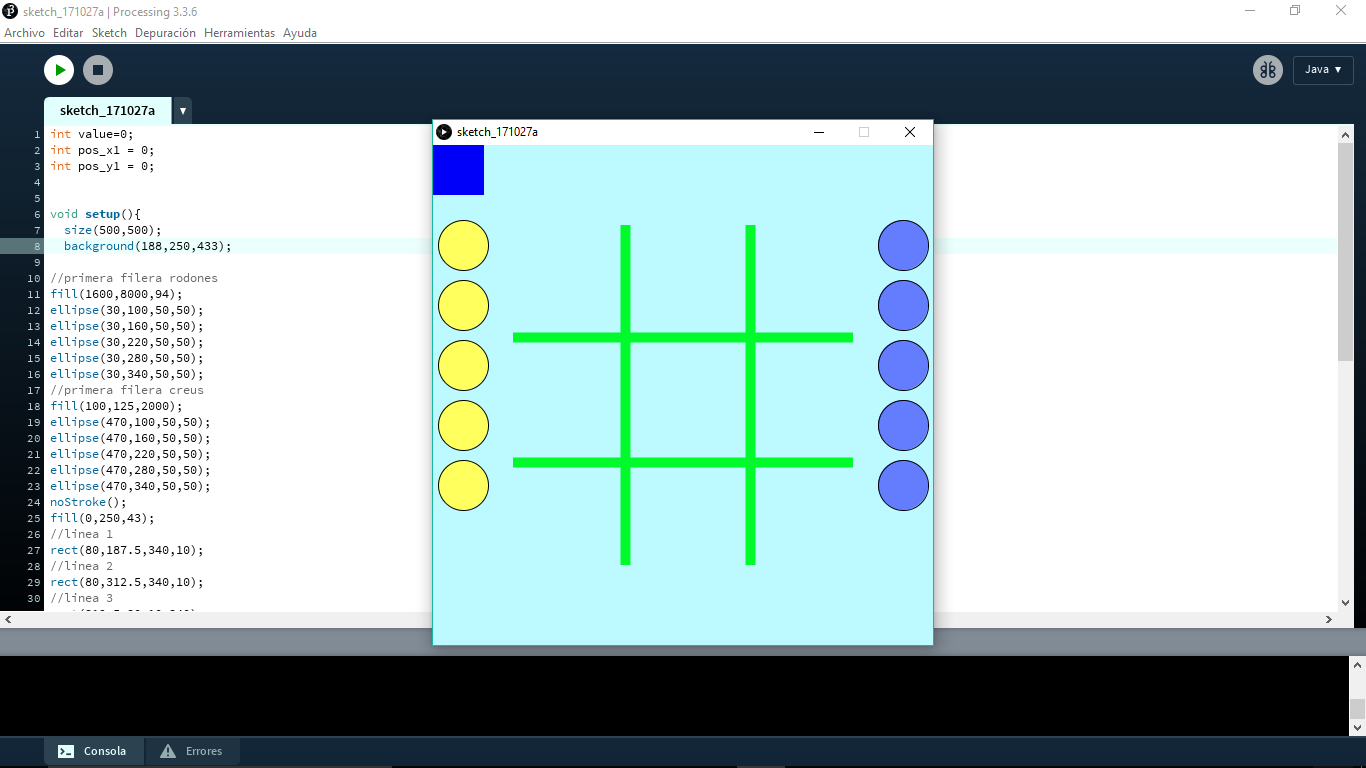 sketch_171027a | Processing 3.3.6
Archivo Editar Sketch Depuración Herramientas Ayuda
Java ▼
sketch_171027a ▼
1 int value=0;
2 int pos_x1 = 0;
3 int pos_y1 = 0;
4
5
6 void setup(){
7 size(500,500);
8 background(188,250,433);
9
10 //primera filera rodones
11 fill(1600,8000,94);
12 ellipse(30,100,50,50);
13 ellipse(30,160,50,50);
14 ellipse(30,220,50,50);
15 ellipse(30,280,50,50);
16 ellipse(30,340,50,50);
17 //primera filera creus
18 fill(100,125,2000);
19 ellipse(470,100,50,50);
20 ellipse(470,160,50,50);
21 ellipse(470,220,50,50);
22 ellipse(470,280,50,50);
23 ellipse(470,340,50,50);
24 noStroke();
25 fill(0,250,43);
26 //linea 1
27 rect(80,187.5,340,10);
28 //linea 2
29 rect(80,312.5,340,10);
30 //linea 3
sketch_171027a
Consola Errores